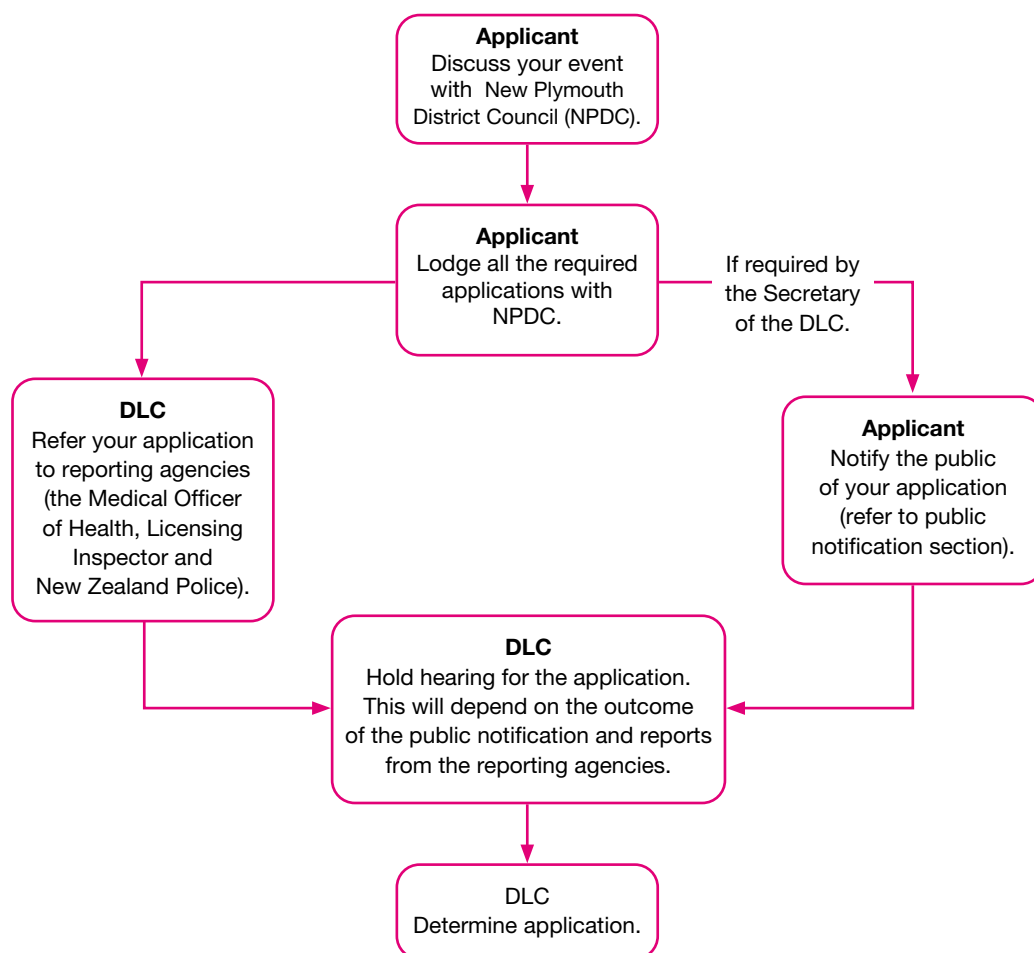 Applicant
Discuss your event
with New Plymouth
District Council (NPDC).
Applicant
Lodge all the required
applications with
NPDC.
If required by
the Secretary
of the DLC.
DLC
Refer your application
to reporting agencies
(the Medical Officer
of Health, Licensing
Inspector and
New Zealand Police).
Applicant
Notify the public
of your application
(refer to public
notification section).
DLC
Hold hearing for the application.
This will depend on the outcome
of the public notification and reports
from the reporting agencies.
DLC
Determine application.